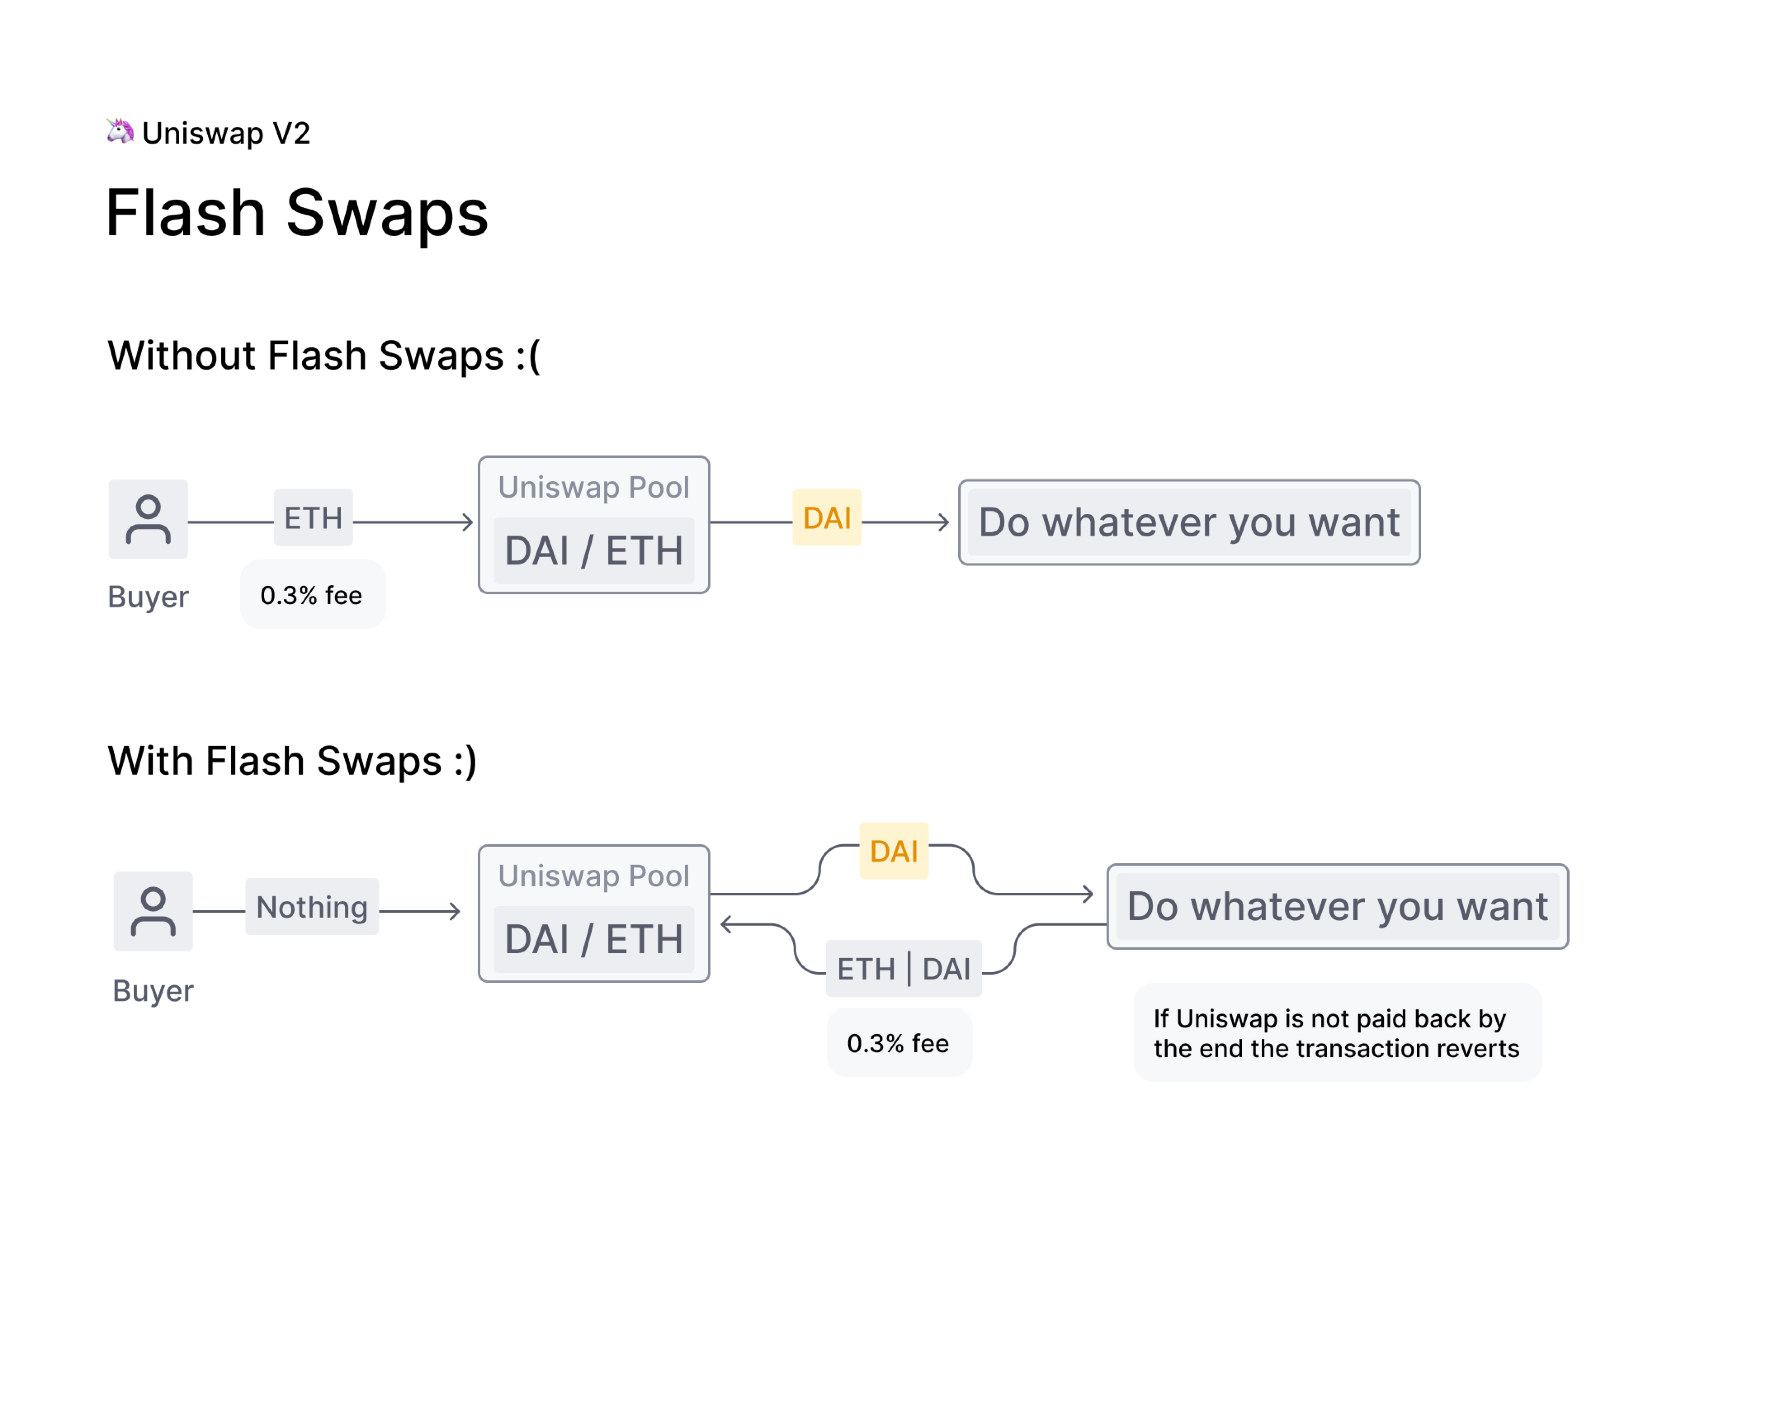 Uniswap V2
Flash Swaps
Without Flash Swaps :(
Buyer
ETH
0.3% fee
Uniswap Pool
DAI / ETH
DAI
Do whatever you want
With Flash Swaps :)
Buyer
Nothing
Uniswap Pool
DAI / ETH
DAI
ETH | DAI
0.3% fee
Do whatever you want
If Uniswap is not paid back by
the end the transaction reverts